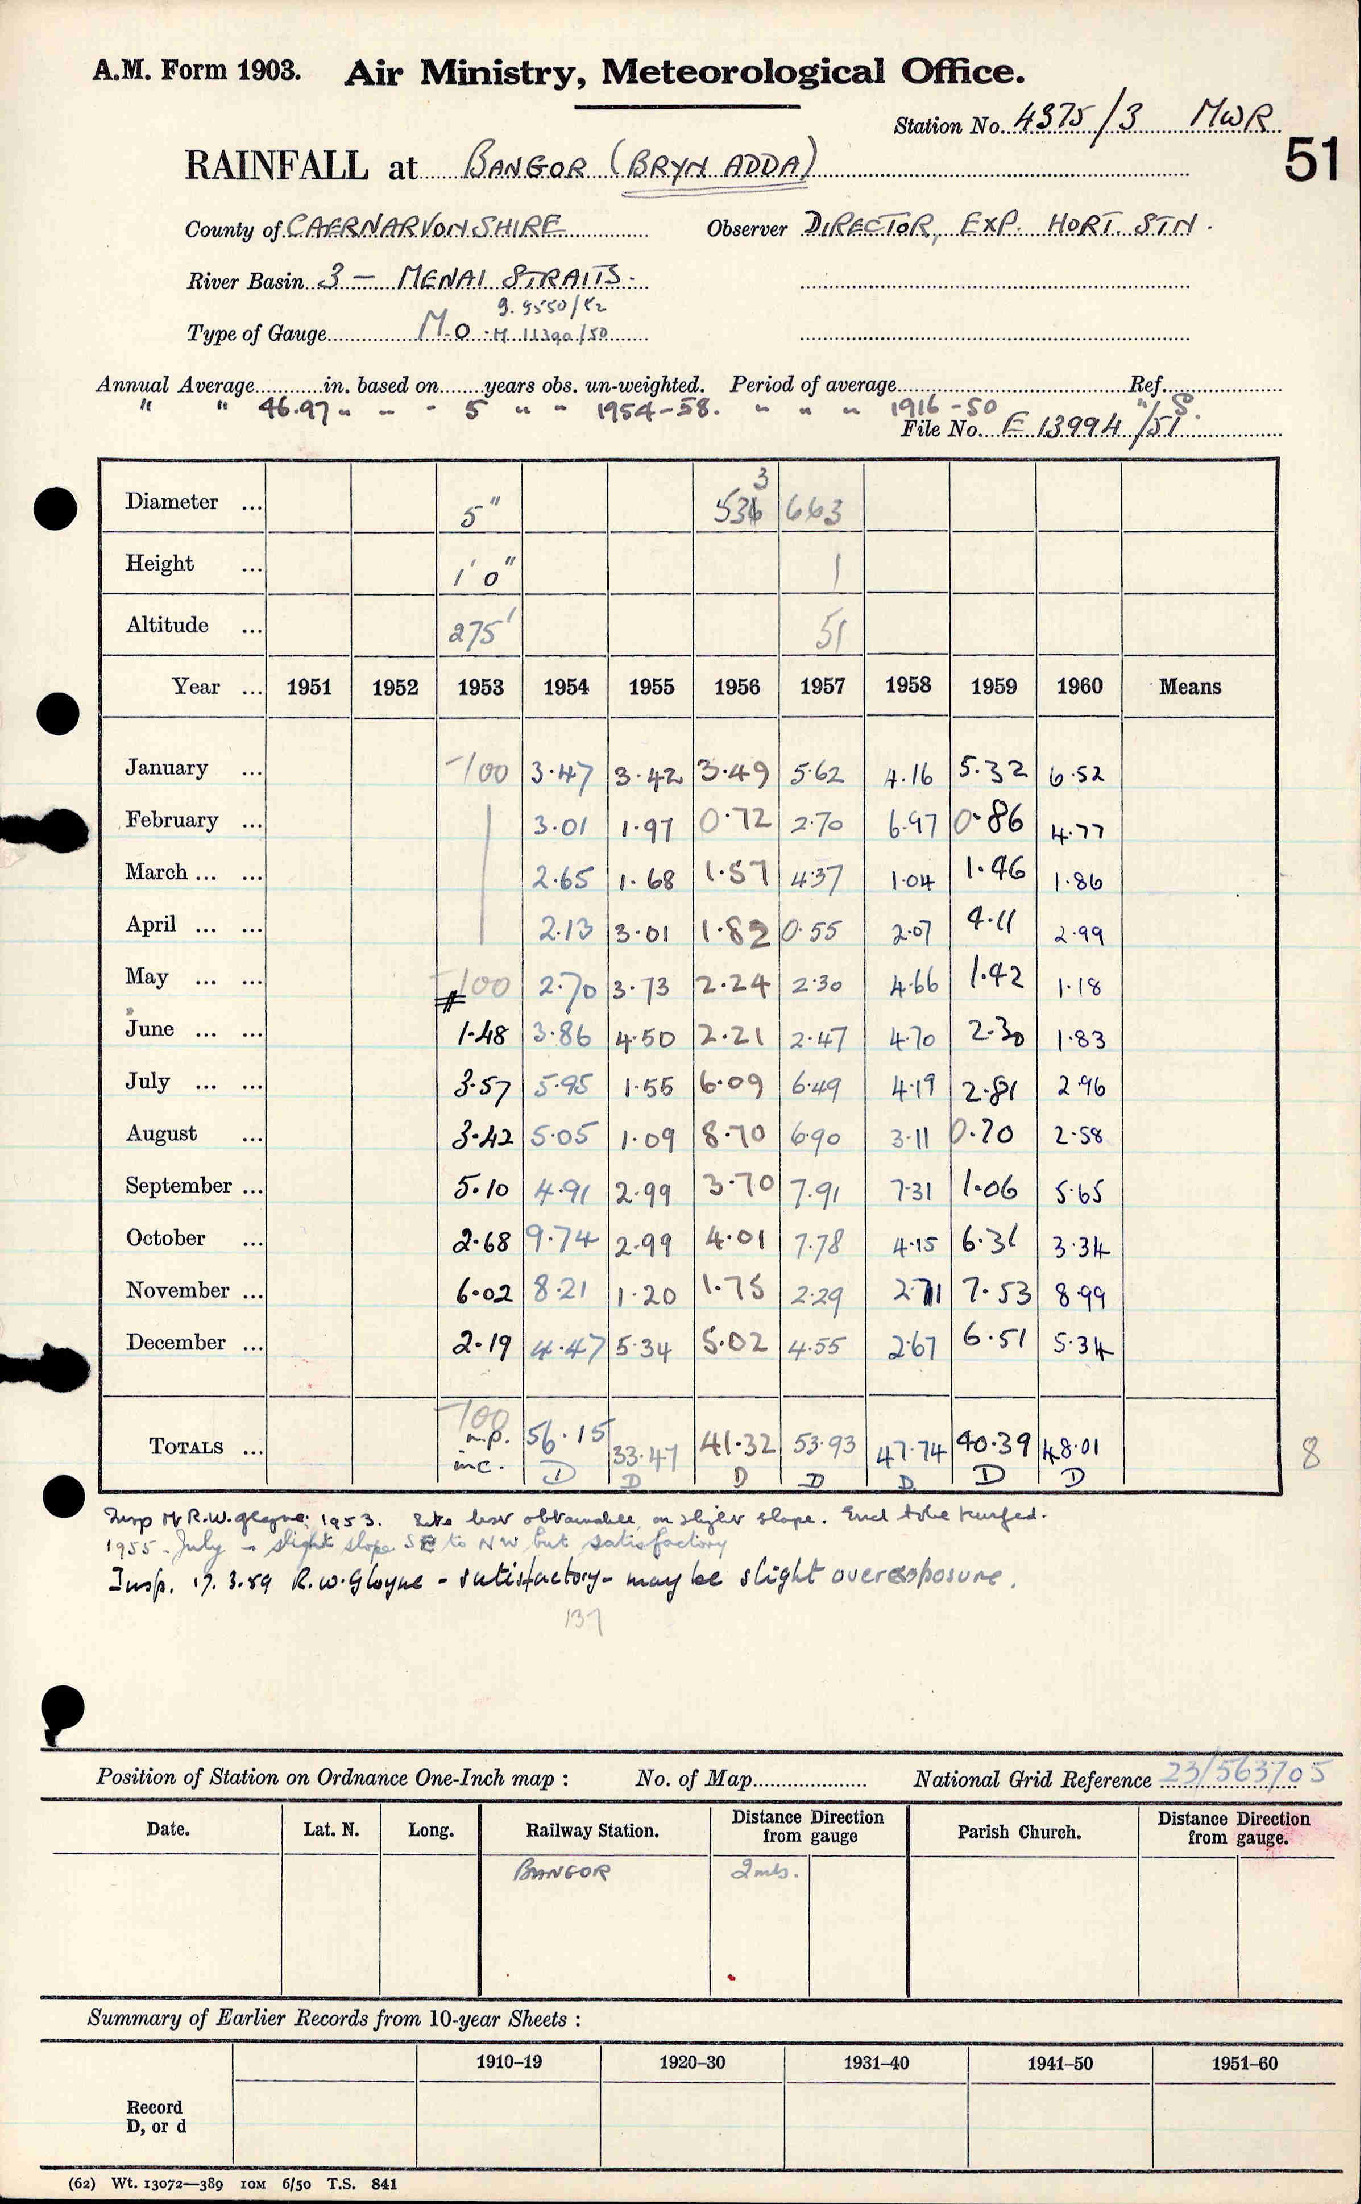 A.M. Form 1903. Air Ministry, Meteorological Office.
Station No. 4375/3 MWR
51
RAINFALL at BANGOR (BRYN ADDA)
County of CAERNARVONSHIRE Observer DIRECTOR, EXP. HORT STN.
River Basin 3 — MENAI STRAITS.
Type of Gauge M.O.
Annual Average in. based on years obs. un-weighted. Period of average Ref.
" " 46.97 " - - - 5 " " - 1954-58. " " " 1916-50
File No. E 13994/51
Diameter ... 5" 663
Height ... 1' 0" 1
Altitude ... 275' 51
Year ... 1951 1952 1953 1954 1955 1956 1957 1958 1959 1960 Means
January ... -100 3.47 3.42 3.49 5.62 4.16 5.32 6.52
February ... 3.01 1.97 0.72 2.70 6.97 0.86 4.77
March ... ... 2.65 1.68 1.57 4.37 1.04 1.46 1.86
April ... ... 2.13 3.01 1.82 0.55 2.07 4.11 2.99
May ... ... -100 2.70 3.73 2.24 2.30 4.66 1.42 1.18
June ... ... # 1.48 3.86 4.50 2.21 2.47 4.70 2.30 1.83
July ... ... 3.57 5.95 1.55 6.09 6.49 4.19 2.81 2.96
August ... 3.42 5.05 1.09 8.70 6.90 3.11 0.70 2.58
September ... 5.10 4.91 2.99 3.70 7.91 7.31 1.06 5.65
October ... 2.68 9.74 2.99 4.01 7.78 4.15 6.31 3.34
November ... 6.02 8.21 1.20 1.75 2.29 2.71 7.53 8.99
December ... 2.19 4.47 5.34 5.02 4.55 2.67 6.51 5.34
TOTALS ... -100 inc. 56.15 33.47 41.32 53.93 47.74 40.39 48.01
D D D D D D D
8
Insp Mr R.W. Gloyne 1953. Site best obtainable, on slight slope. End to be turfed.
1955 - July - slight slope SE to NW but satisfactory
Insp. 17.3.59 R.W. Gloyne - satisfactory - may be slight overexposure.
137
Position of Station on Ordnance One-Inch map : No. of Map National Grid Reference 23/563705
Date. Lat. N. Long. Railway Station. Distance Direction from gauge Parish Church. Distance Direction from gauge.
BANGOR 2 mls.
Summary of Earlier Records from 10-year Sheets :
1910–19 1920–30 1931–40 1941–50 1951–60
Record
D, or d
(62) Wt. 13072—389 10M 6/50 T.S. 841